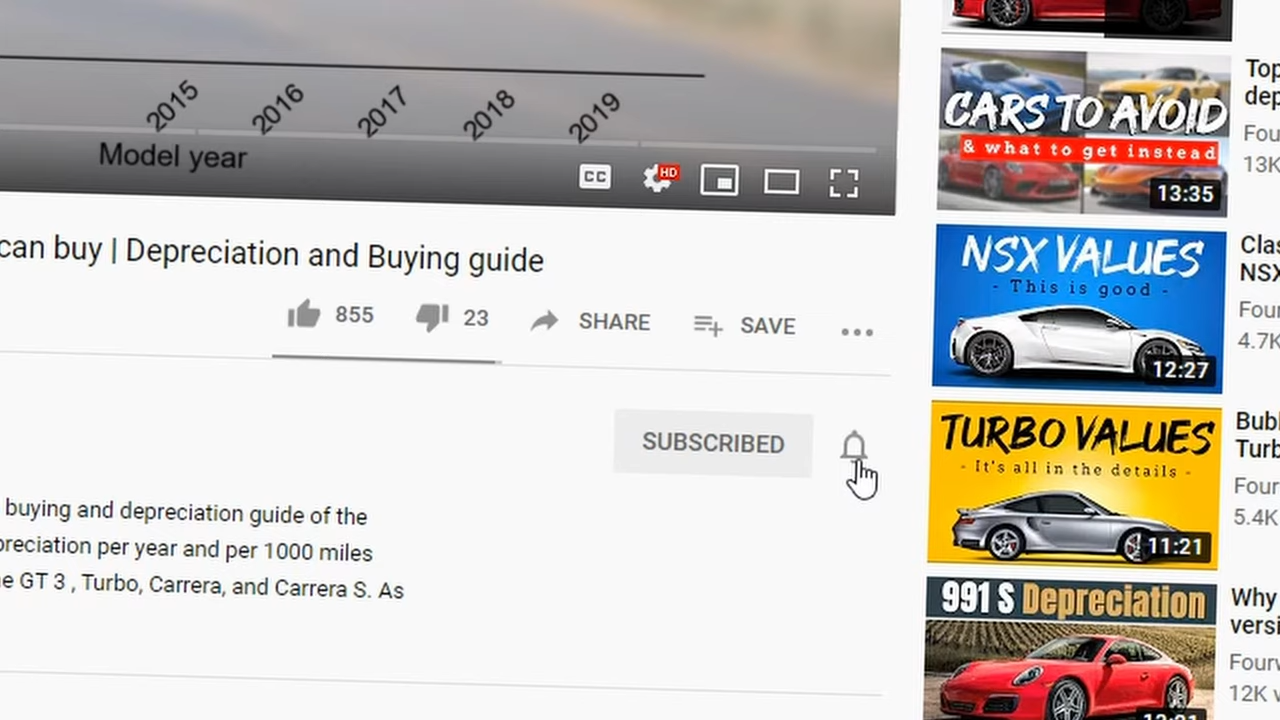 2015
2016
2017
2018
2019
Model year
CC
HD
can buy | Depreciation and Buying guide
855
23
SHARE
SAVE
SUBSCRIBED
buying and depreciation guide of the
preciation per year and per 1000 miles
GT 3 , Turbo, Carrera, and Carrera S. As
CARS TO AVOID
& what to get instead
13:35
Top
dep
Fou
13K
NSX VALUES
- This is good -
12:27
Clas
NSX
Four
4.7K
TURBO VALUES
- It's all in the details -
11:21
Bubl
Turb
Four
5.4K
991 S Depreciation
Why
versi
Fourv
12K v